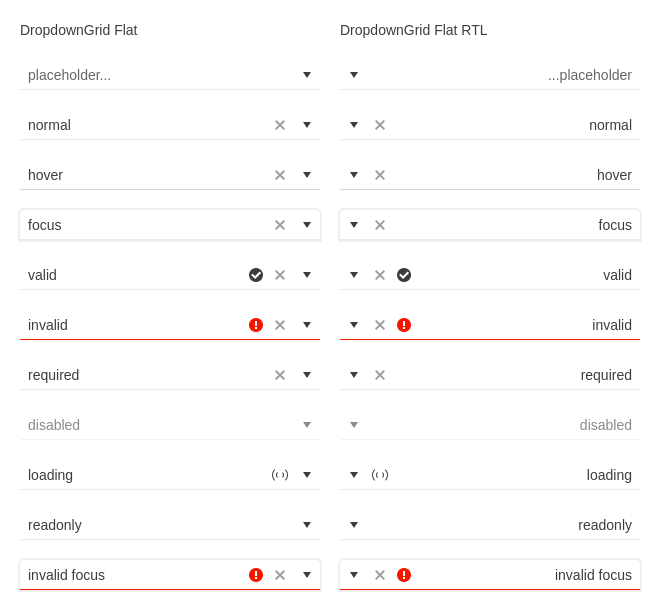 DropdownGrid Flat
placeholder...
normal
hover
focus
valid
invalid
required
disabled
loading
readonly
invalid focus
DropdownGrid Flat RTL
...placeholder
normal
hover
focus
valid
invalid
required
disabled
loading
readonly
invalid focus